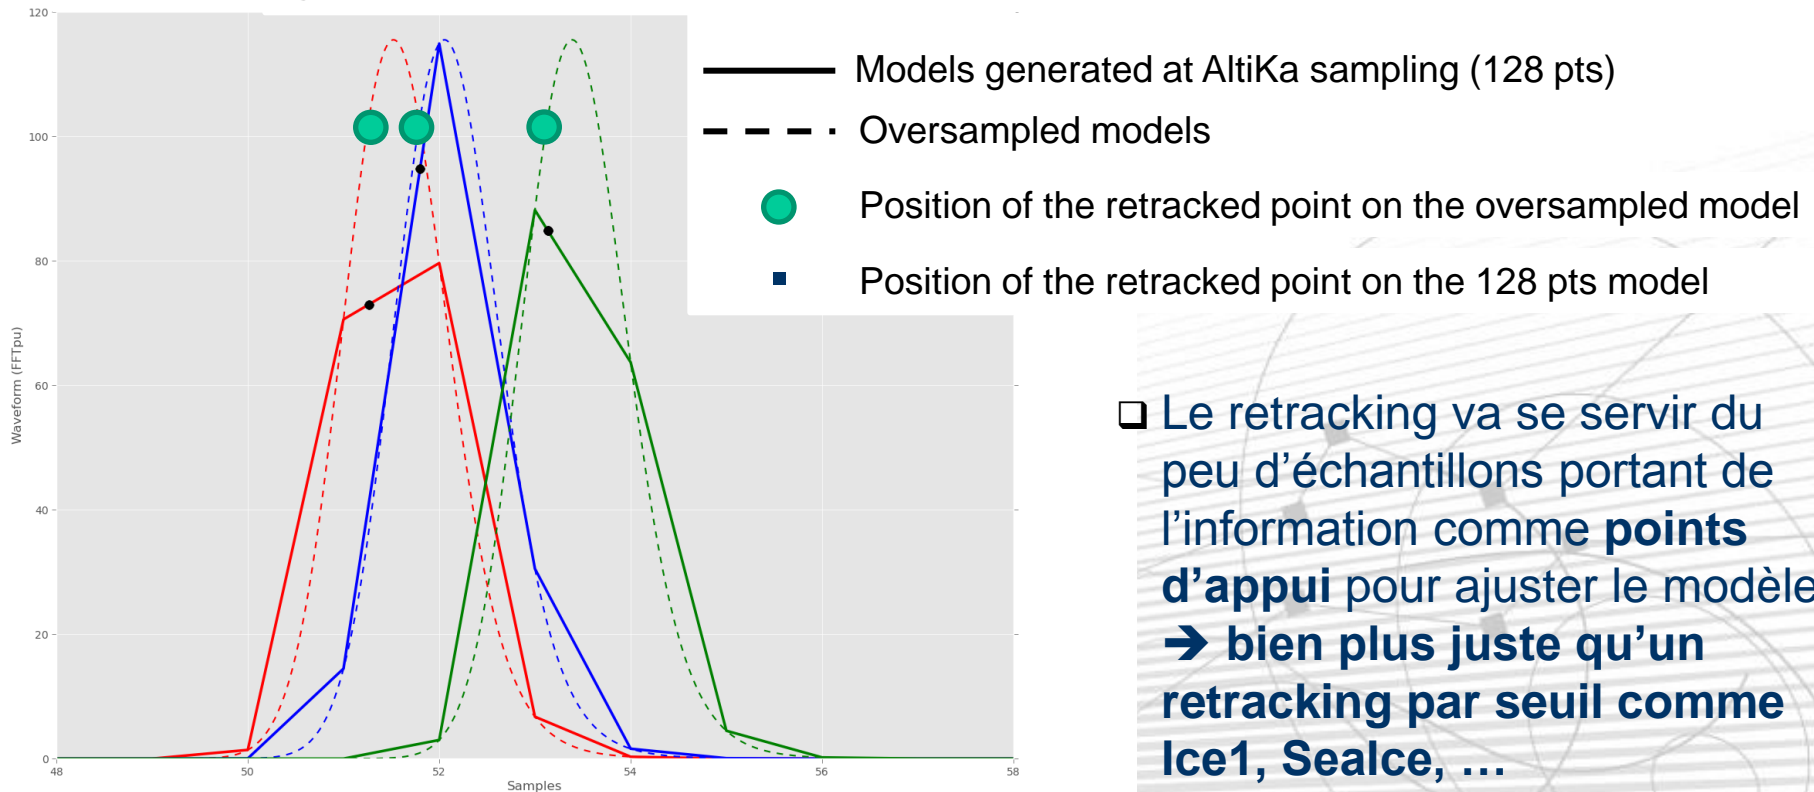 120
100
80
60
40
20
0
48
50
52
54
56
58
Waveform (FFTpu)
Samples
Models generated at AltiKa sampling (128 pts)
Oversampled models
Position of the retracked point on the oversampled model
Position of the retracked point on the 128 pts model
Le retracking va se servir du
peu d’échantillons portant de
l’information comme points
d’appui pour ajuster le modèle
➔ bien plus juste qu’un
retracking par seuil comme
Ice1, SeaIce, …